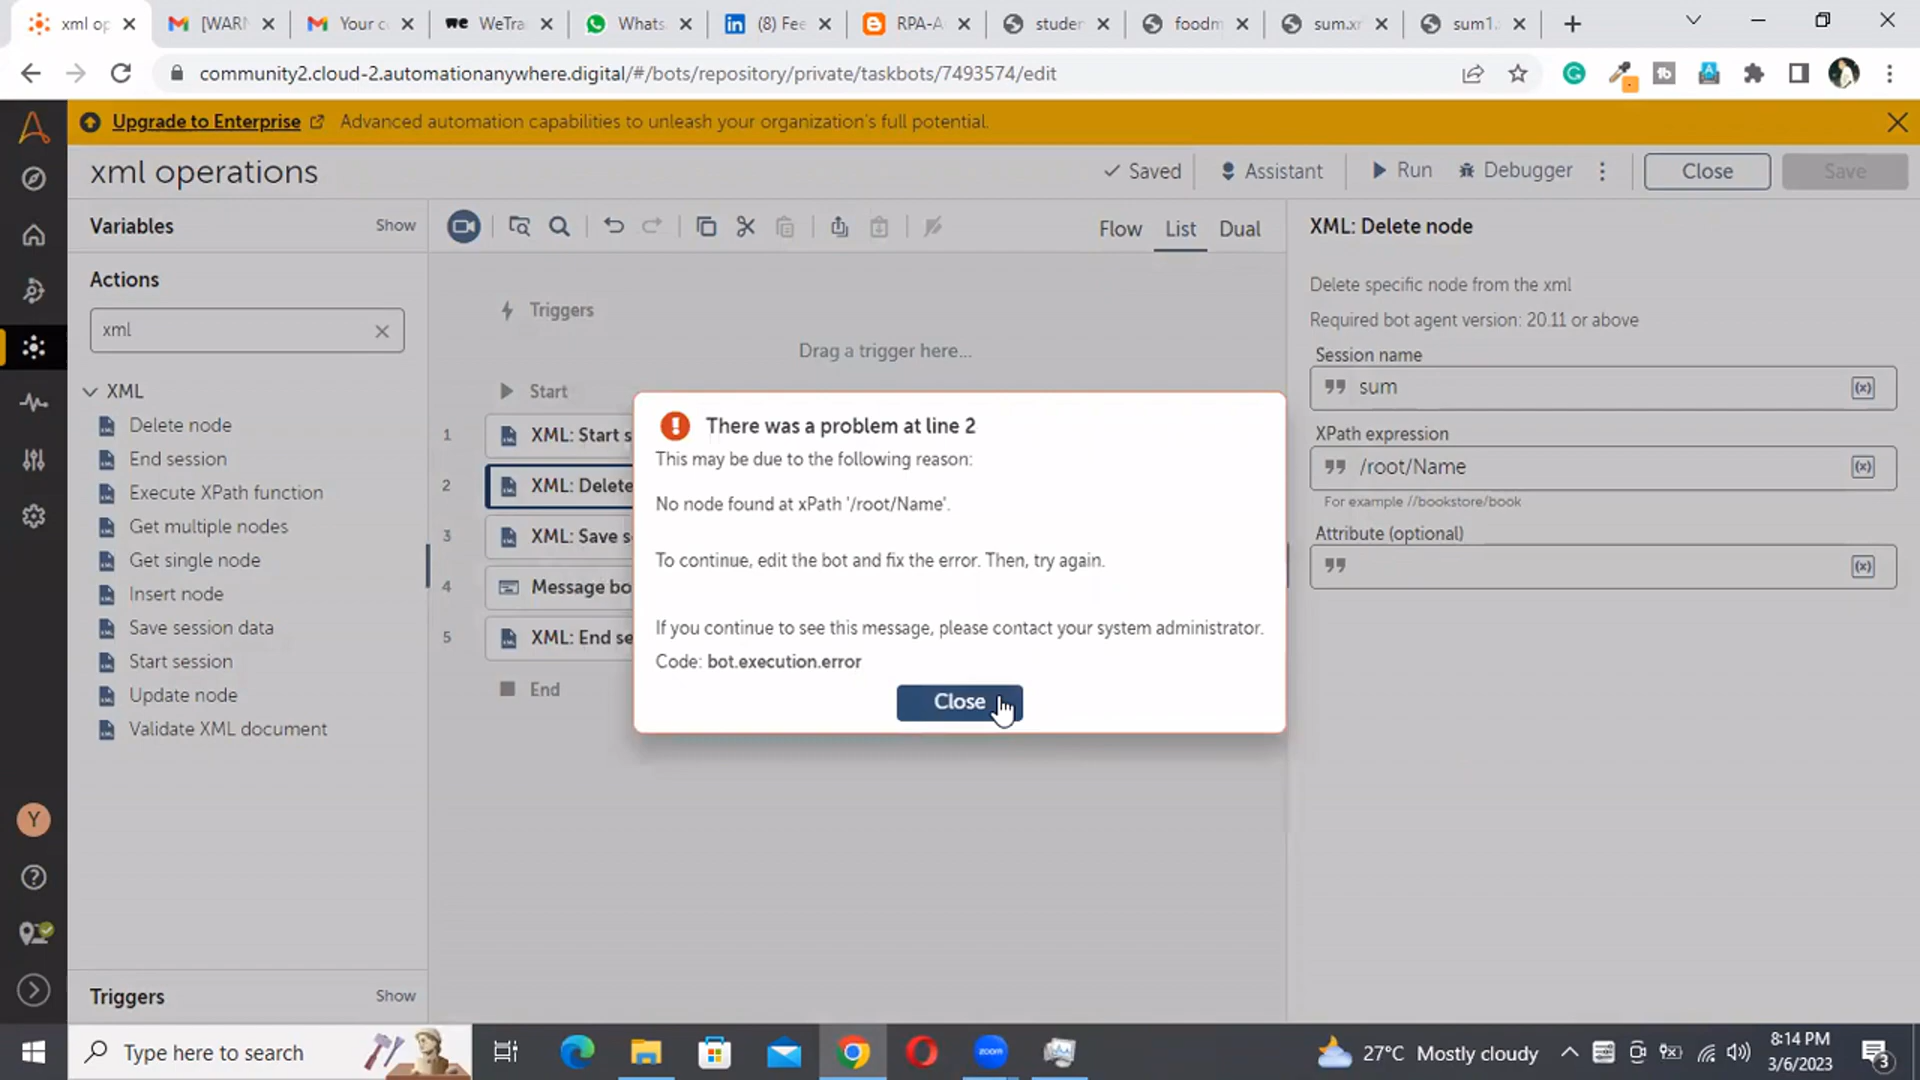 xml op
[WARN
Your c
we WeTra
Whats
in (8) Fee
RPA-A
studer
foodm
sum.x
sum1.
community2.cloud-2.automationanywhere.digital/#/bots/repository/private/taskbots/7493574/edit
Upgrade to Enterprise Advanced automation capabilities to unleash your organization's full potential.
xml operations
Saved
Assistant
Run
Debugger
Close
Save
Variables
Show
Actions
xml
XML
Delete node
End session
Execute XPath function
Get multiple nodes
Get single node
Insert node
Save session data
Start session
Update node
Validate XML document
Triggers
Show
Flow
List
Dual
Triggers
Drag a trigger here...
Start
1 XML: Start s
2 XML: Delete
3 XML: Save s
4 Message bo
5 XML: End se
End
There was a problem at line 2
This may be due to the following reason:
No node found at xPath '/root/Name'.
To continue, edit the bot and fix the error. Then, try again.
If you continue to see this message, please contact your system administrator.
Code: bot.execution.error
Close
XML: Delete node
Delete specific node from the xml
Required bot agent version: 20.11 or above
Session name
sum
(x)
XPath expression
/root/Name
(x)
For example //bookstore/book
Attribute (optional)
(x)
Y
Type here to search
zoom
27°C Mostly cloudy
8:14 PM
3/6/2023
3